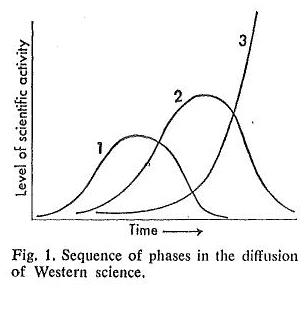 Level of scientific activity
1
2
3
Time
Fig. 1. Sequence of phases in the diffusion
of Western science.